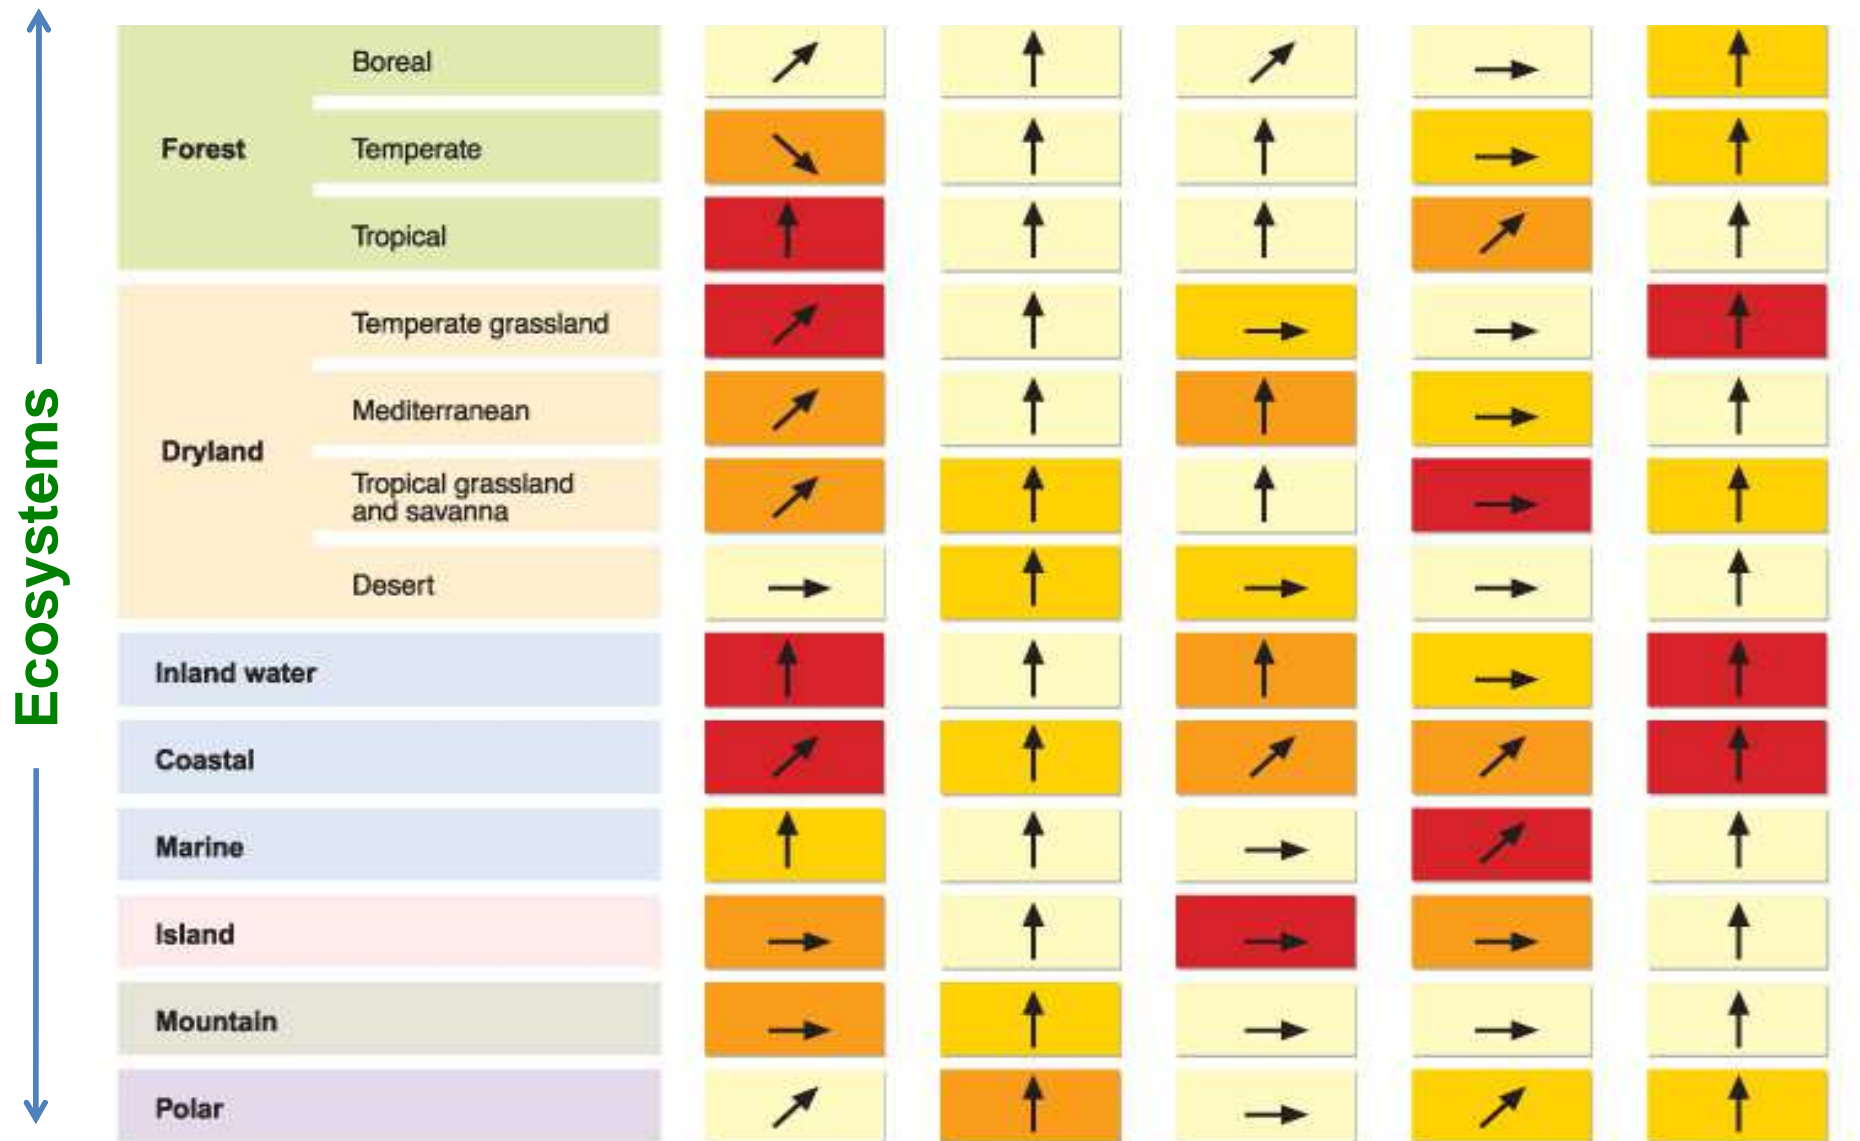 Ecosystems
Forest
Boreal
Temperate
Tropical
Dryland
Temperate grassland
Mediterranean
Tropical grassland
and savanna
Desert
Inland water
Coastal
Marine
Island
Mountain
Polar